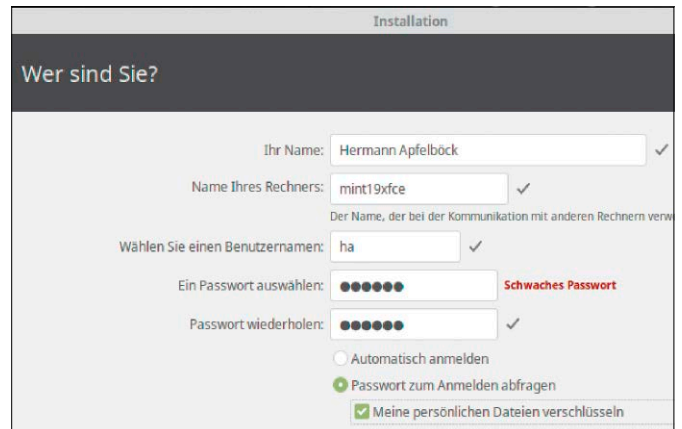 Installation
Wer sind Sie?
Ihr Name: Hermann Apfelböck
Name Ihres Rechners: mint19xfce
Der Name, der bei der Kommunikation mit anderen Rechnern
Wählen Sie einen Benutzernamen: ha
Ein Passwort auswählen: ●●●●●● Schwaches Passwort
Passwort wiederholen: ●●●●●●
Automatisch anmelden
Passwort zum Anmelden abfragen
Meine persönlichen Dateien verschlüsseln